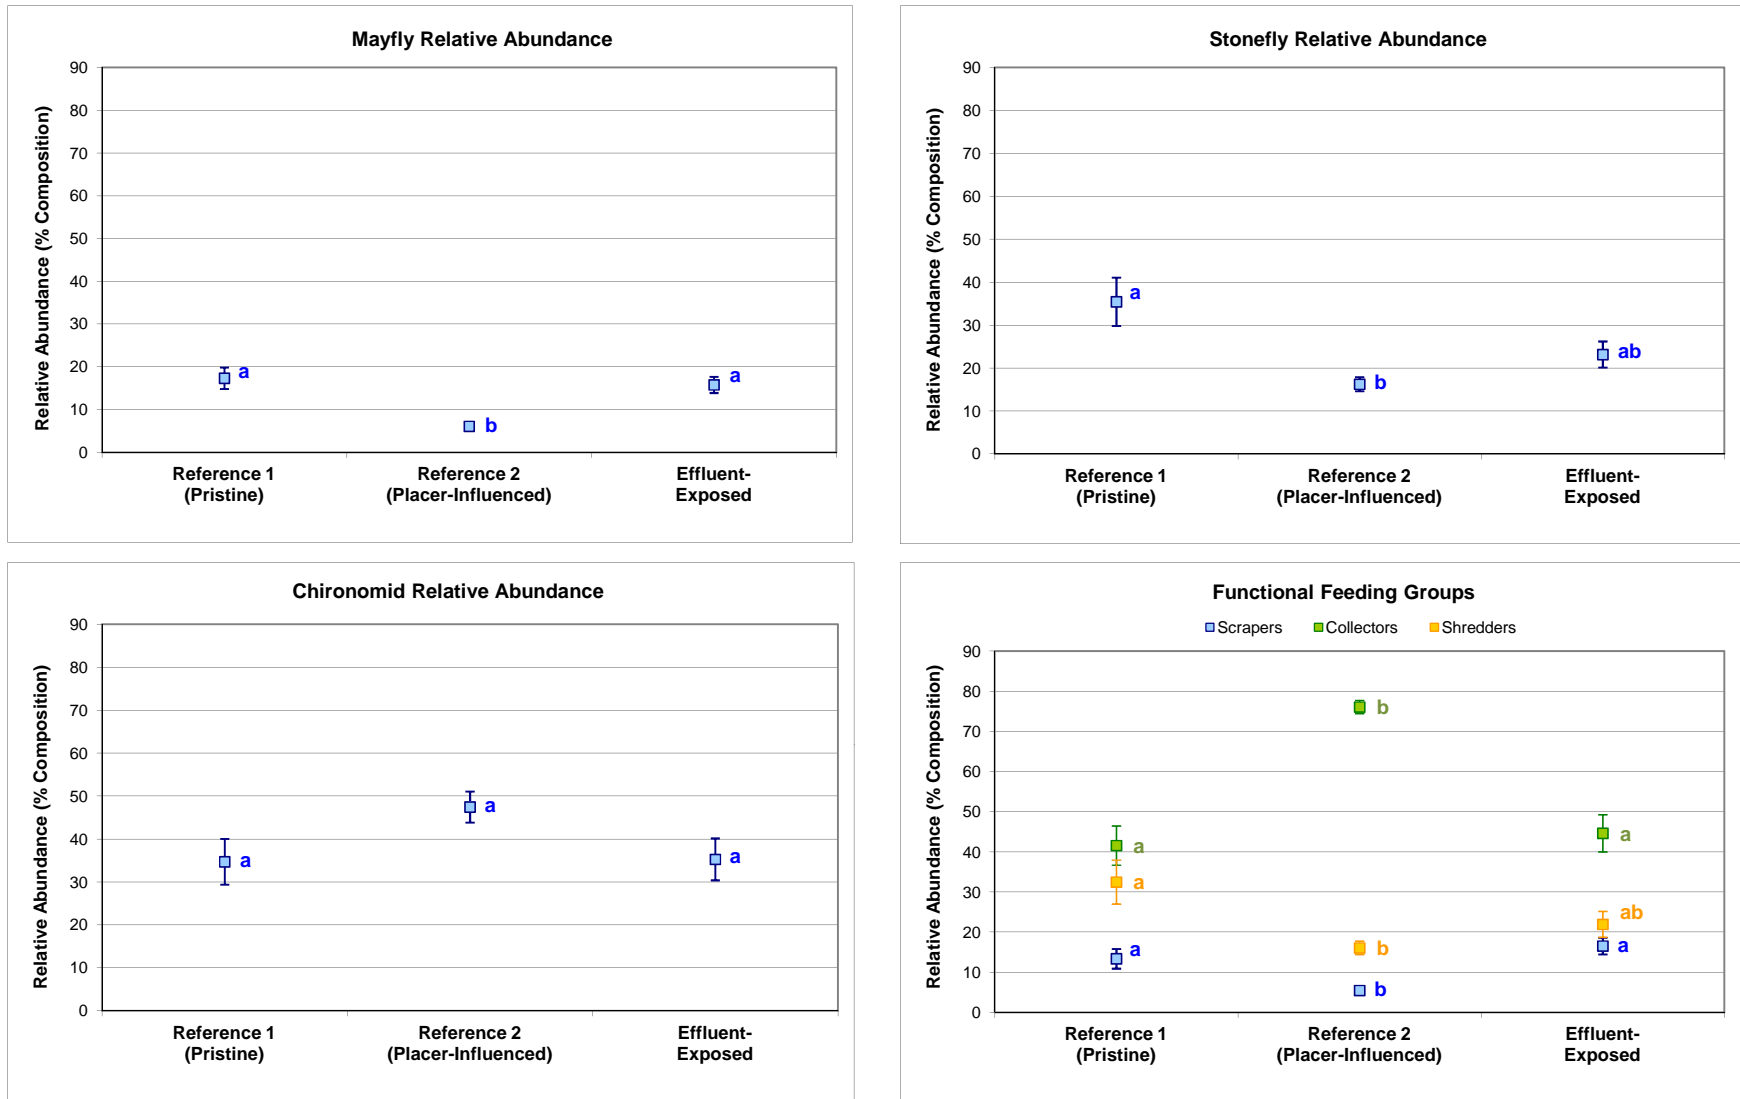 Mayfly Relative Abundance
Relative Abundance (% Composition)
90
80
70
60
50
40
30
20
10
0
a
b
a
Reference 1
(Pristine)
Reference 2
(Placer-Influenced)
Effluent-
Exposed
Stonefly Relative Abundance
Relative Abundance (% Composition)
90
80
70
60
50
40
30
20
10
0
a
b
ab
Reference 1
(Pristine)
Reference 2
(Placer-Influenced)
Effluent-
Exposed
Chironomid Relative Abundance
Relative Abundance (% Composition)
90
80
70
60
50
40
30
20
10
0
a
a
a
Reference 1
(Pristine)
Reference 2
(Placer-Influenced)
Effluent-
Exposed
Functional Feeding Groups
Scrapers Collectors Shredders
Relative Abundance (% Composition)
90
80
70
60
50
40
30
20
10
0
a
a
a
b
b
b
a
ab
a
Reference 1
(Pristine)
Reference 2
(Placer-Influenced)
Effluent-
Exposed